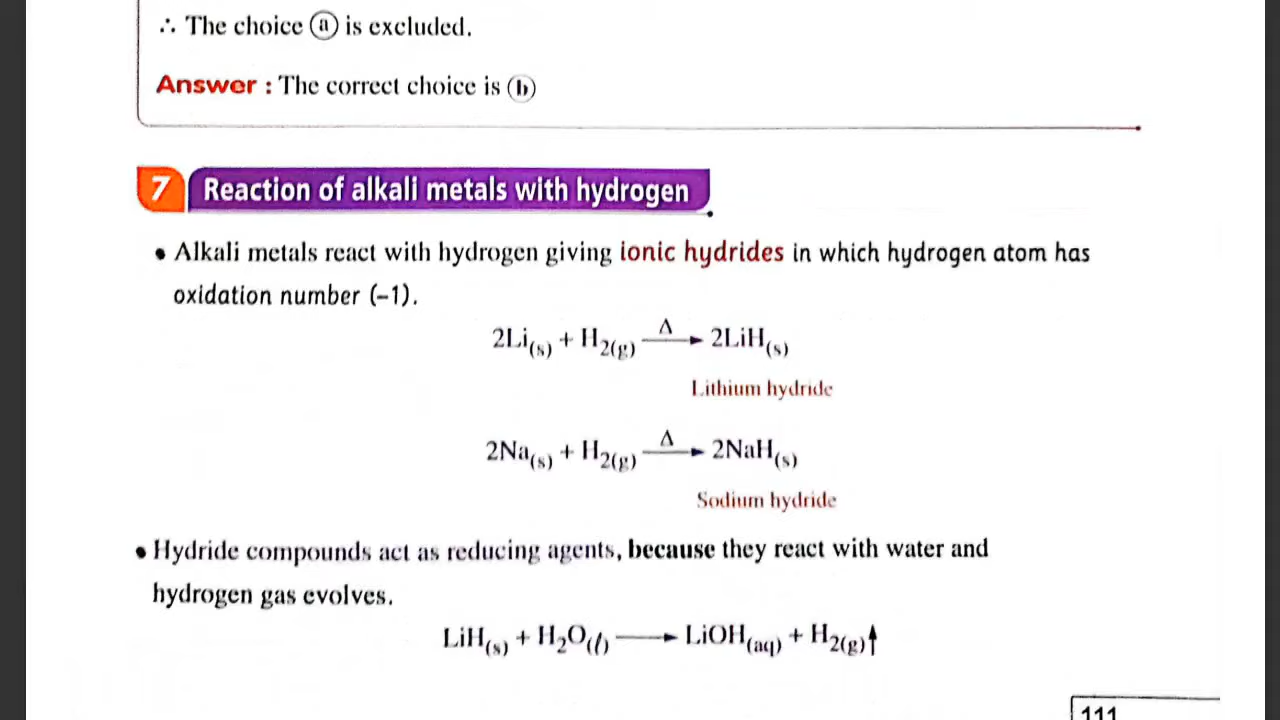 ∴ The choice ⓐ is excluded.
Answer : The correct choice is ⓑ
7 Reaction of alkali metals with hydrogen
• Alkali metals react with hydrogen giving ionic hydrides in which hydrogen atom has
oxidation number (–1).
2Li(s) + H2(g) —Δ→ 2LiH(s)
Lithium hydride
2Na(s) + H2(g) —Δ→ 2NaH(s)
Sodium hydride
• Hydride compounds act as reducing agents, because they react with water and
hydrogen gas evolves.
LiH(s) + H2O(l) ⟶ LiOH(aq) + H2(g)↑
111